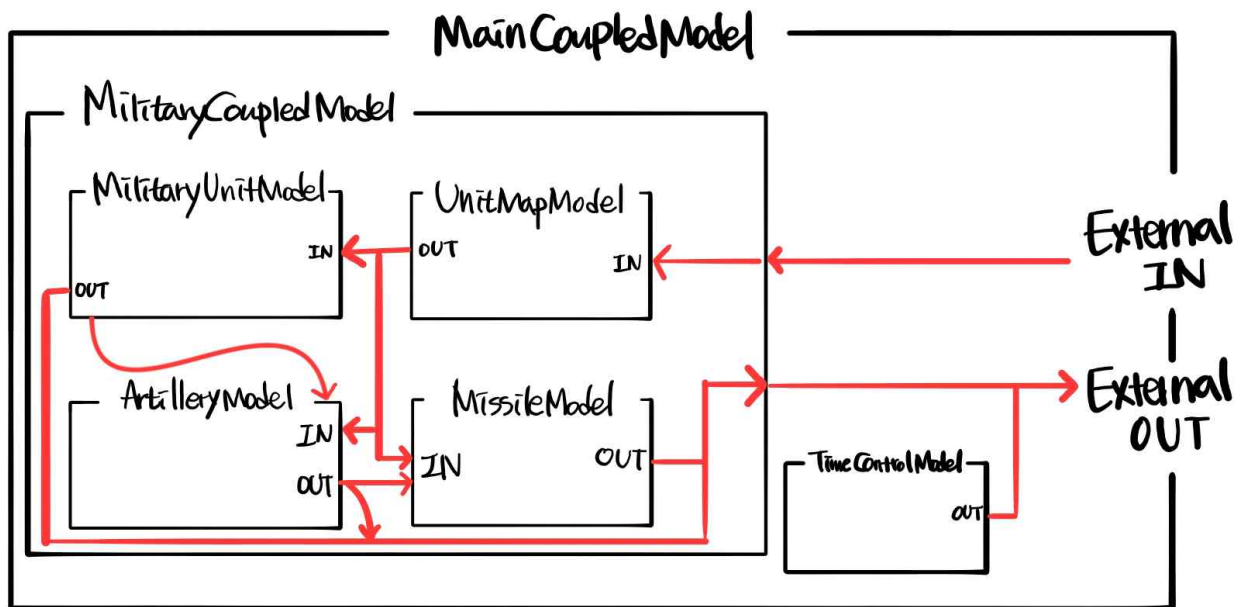 MainCoupledModel
MilitaryCoupledModel
MilitaryUnitModel
IN
OUT
UnitMapModel
OUT
IN
External
IN
ArtilleryModel
IN
OUT
MissileModel
IN
OUT
External
OUT
TimeControlModel
OUT